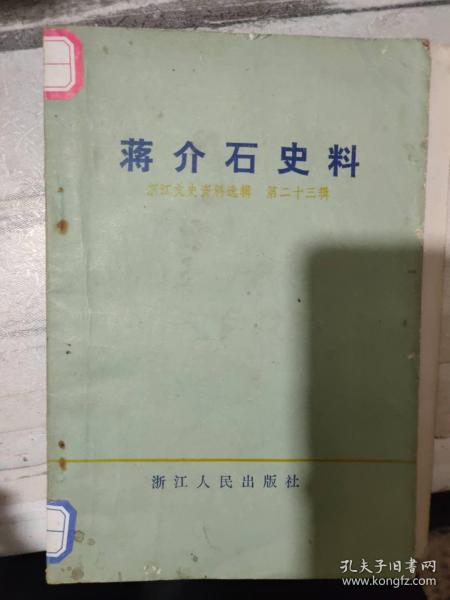 蒋介石史料
浙江文史资料选辑 第二十三辑
浙江人民出版社
孔夫子旧书网
www.kongfz.com